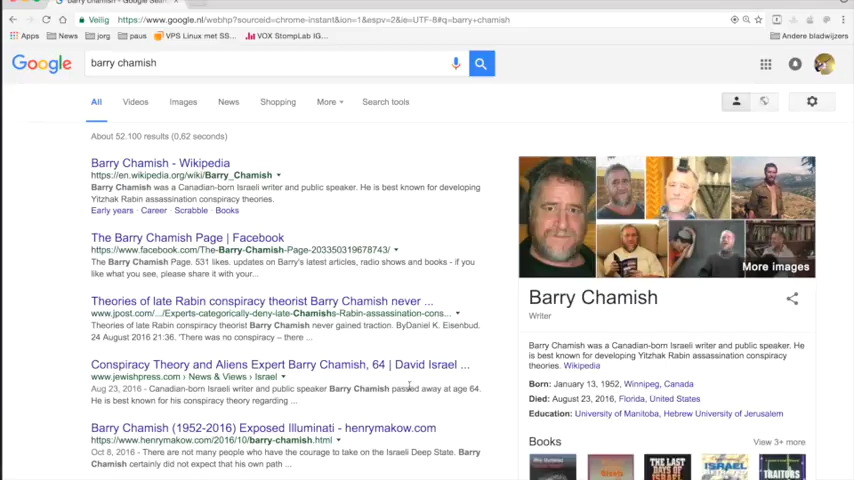 barry chamish - Google Sear
Veilig https://www.google.nl/webhp?sourceid=chrome-instant&ion=1&espv=2&ie=UTF-8#q=barry+chamish
Apps News jorg paus VPS Linux met SS... VOX StompLab IG... Andere bladwijzers
Google barry chamish
All Videos Images News Shopping More Search tools
About 52.100 results (0,62 seconds)
Barry Chamish - Wikipedia
https://en.wikipedia.org/wiki/Barry_Chamish
Barry Chamish was a Canadian-born Israeli writer and public speaker. He is best known for developing
Yitzhak Rabin assassination conspiracy theories.
Early years · Career · Scrabble · Books
The Barry Chamish Page | Facebook
https://www.facebook.com/The-Barry-Chamish-Page-203350319678743/
The Barry Chamish Page. 531 likes. updates on Barry's latest articles, radio shows and books - if you
like what you see, please share it with your...
Theories of late Rabin conspiracy theorist Barry Chamish never ...
www.jpost.com/.../Experts-categorically-deny-late-Chamishs-Rabin-assassination-cons...
Theories of late Rabin conspiracy theorist Barry Chamish never gained traction. ByDaniel K. Eisenbud.
24 August 2016 21:36. 'There was no conspiracy – there ...
Conspiracy Theory and Aliens Expert Barry Chamish, 64 | David Israel ...
www.jewishpress.com › News & Views › Israel
Aug 23, 2016 - Canadian-born Israeli writer and public speaker Barry Chamish passed away at age 64.
He is best known for his conspiracy theory regarding ...
Barry Chamish (1952-2016) Exposed Illuminati - henrymakow.com
https://www.henrymakow.com/2016/10/barry-chamish.html
Oct 8, 2016 - There are not many people who have the courage to take on the Israeli Deep State. Barry
Chamish certainly did not expect that his own path ...
More images
Barry Chamish
Writer
Barry Chamish was a Canadian-born Israeli writer and public speaker. He
is best known for developing Yitzhak Rabin assassination conspiracy
theories. Wikipedia
Born: January 13, 1952, Winnipeg, Canada
Died: August 23, 2016, Florida, United States
Education: University of Manitoba, Hebrew University of Jerusalem
Books View 3+ more
THE LAST
DAYS OF
ISRAEL
TRAITORS